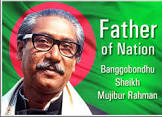 Father
of Nation
Banggobondhu
Sheikh
Mujibur Rahman